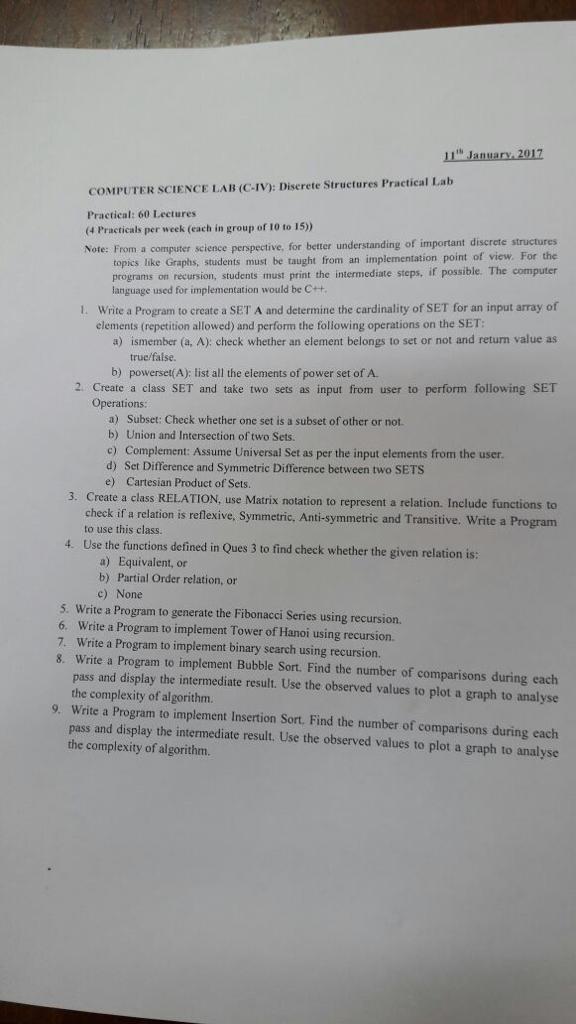 11th January, 2017
COMPUTER SCIENCE LAB (C-IV): Discrete Structures Practical Lab
Practical: 60 Lectures
(4 Practicals per week (each in group of 10 to 15))
Note: From a computer science perspective, for better understanding of important discrete structures
topics like Graphs, students must be taught from an implementation point of view. For the
programs on recursion, students must print the intermediate steps, if possible. The computer
language used for implementation would be C++.
1. Write a Program to create a SET A and determine the cardinality of SET for an input array of
elements (repetition allowed) and perform the following operations on the SET:
a) ismember (a, A): check whether an element belongs to set or not and return value as
true/false.
b) powerset(A): list all the elements of power set of A.
2. Create a class SET and take two sets as input from user to perform following SET
Operations:
a) Subset: Check whether one set is a subset of other or not.
b) Union and Intersection of two Sets.
c) Complement: Assume Universal Set as per the input elements from the user.
d) Set Difference and Symmetric Difference between two SETS
e) Cartesian Product of Sets.
3. Create a class RELATION, use Matrix notation to represent a relation. Include functions to
check if a relation is reflexive, Symmetric, Anti-symmetric and Transitive. Write a Program
to use this class.
4. Use the functions defined in Ques 3 to find check whether the given relation is:
a) Equivalent, or
b) Partial Order relation, or
c) None
5. Write a Program to generate the Fibonacci Series using recursion.
6. Write a Program to implement Tower of Hanoi using recursion.
7. Write a Program to implement binary search using recursion.
8. Write a Program to implement Bubble Sort. Find the number of comparisons during each
pass and display the intermediate result. Use the observed values to plot a graph to analyse
the complexity of algorithm.
9. Write a Program to implement Insertion Sort. Find the number of comparisons during each
pass and display the intermediate result. Use the observed values to plot a graph to analyse
the complexity of algorithm.